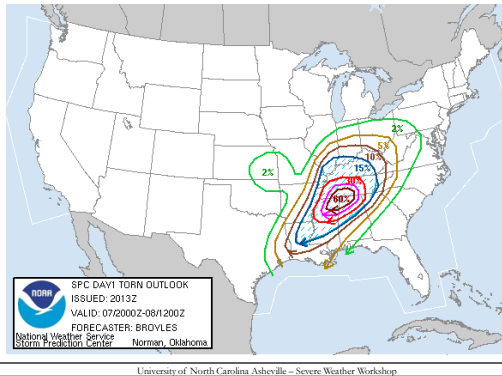 2%
5%
10%
2%
15%
30%
60%
SPC DAY1 TORN OUTLOOK
ISSUED: 2013Z
VALID: 07/2000Z-08/1200Z
FORECASTER: BROYLES
National Weather Service
Storm Prediction Center Norman, Oklahoma
NOAA
University of North Carolina Asheville – Severe Weather Workshop